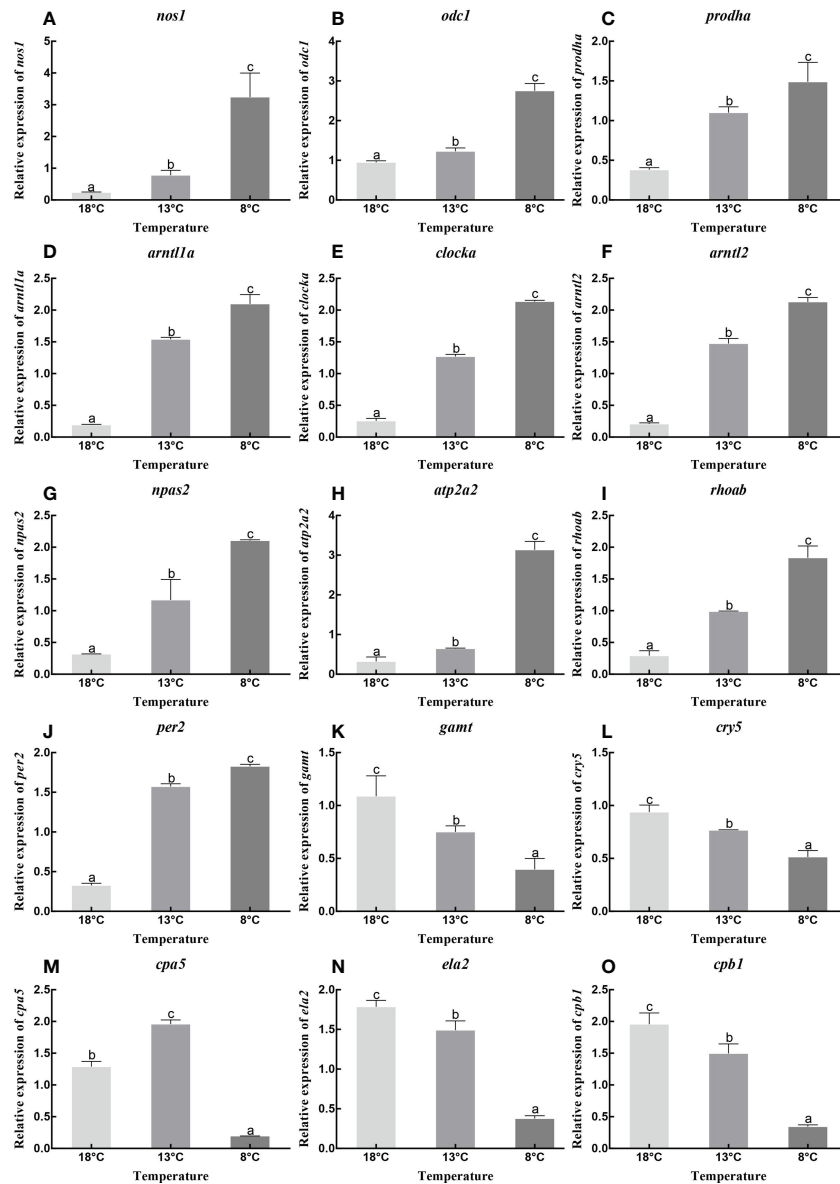 A nos1
Relative expression of nos1
5
4
3
2
1
0
a
b
c
18°C 13°C 8°C
Temperature
B odc1
Relative expression of odc1
4
3
2
1
0
a
b
c
18°C 13°C 8°C
Temperature
C prodha
Relative expression of prodha
2.0
1.5
1.0
0.5
0.0
a
b
c
18°C 13°C 8°C
Temperature
D arntl1a
Relative expression of arntl1a
2.5
2.0
1.5
1.0
0.5
0.0
a
b
c
18°C 13°C 8°C
Temperature
E clocka
Relative expression of clocka
2.5
2.0
1.5
1.0
0.5
0.0
a
b
c
18°C 13°C 8°C
Temperature
F arntl2
Relative expression of arntl2
2.5
2.0
1.5
1.0
0.5
0.0
a
b
c
18°C 13°C 8°C
Temperature
G npas2
Relative expression of npas2
2.5
2.0
1.5
1.0
0.5
0.0
a
b
c
18°C 13°C 8°C
Temperature
H atp2a2
Relative expression of atp2a2
4
3
2
1
0
a
b
c
18°C 13°C 8°C
Temperature
I rhoab
Relative expression of rhoab
2.5
2.0
1.5
1.0
0.5
0.0
a
b
c
18°C 13°C 8°C
Temperature
J per2
Relative expression of per2
2.0
1.5
1.0
0.5
0.0
a
b
c
18°C 13°C 8°C
Temperature
K gamt
Relative expression of gamt
1.5
1.0
0.5
0.0
c
b
a
18°C 13°C 8°C
Temperature
L cry5
Relative expression of cry5
1.5
1.0
0.5
0.0
c
b
a
18°C 13°C 8°C
Temperature
M cpa5
Relative expression of cpa5
2.5
2.0
1.5
1.0
0.5
0.0
b
c
a
18°C 13°C 8°C
Temperature
N ela2
Relative expression of ela2
2.0
1.5
1.0
0.5
0.0
c
b
a
18°C 13°C 8°C
Temperature
O cpb1
Relative expression of cpb1
2.5
2.0
1.5
1.0
0.5
0.0
c
b
a
18°C 13°C 8°C
Temperature